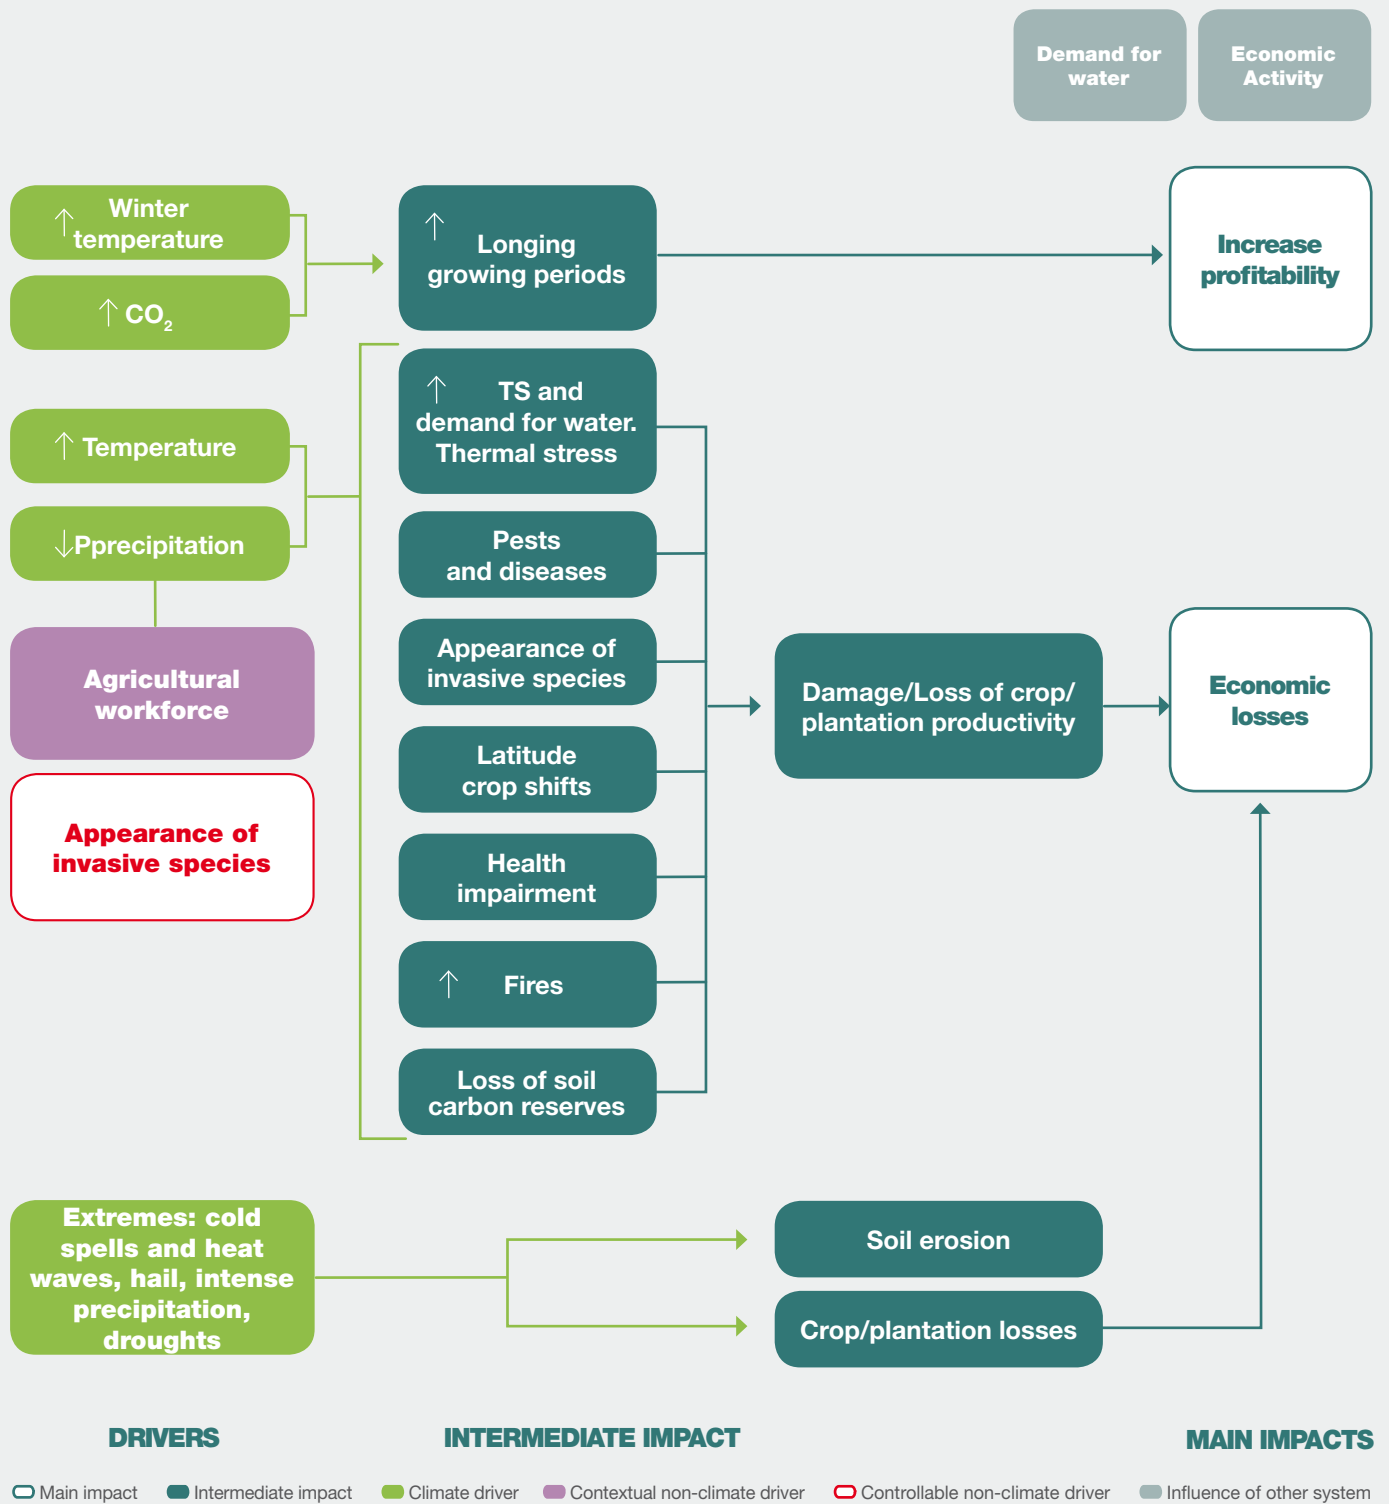 Demand for
water
Economic
Activity
↑ Winter
temperature
↑ CO₂
↑ Longing
growing periods
Increase
profitability
↑ Temperature
↓Pprecipitation
Agricultural
workforce
Appearance of
invasive species
↑ TS and
demand for water.
Thermal stress
Pests
and diseases
Appearance of
invasive species
Latitude
crop shifts
Health
impairment
↑ Fires
Loss of soil
carbon reserves
Damage/Loss of crop/
plantation productivity
Economic
losses
Extremes: cold
spells and heat
waves, hail, intense
precipitation,
droughts
Soil erosion
Crop/plantation losses
DRIVERS
INTERMEDIATE IMPACT
MAIN IMPACTS
Main impact
Intermediate impact
Climate driver
Contextual non-climate driver
Controllable non-climate driver
Influence of other system